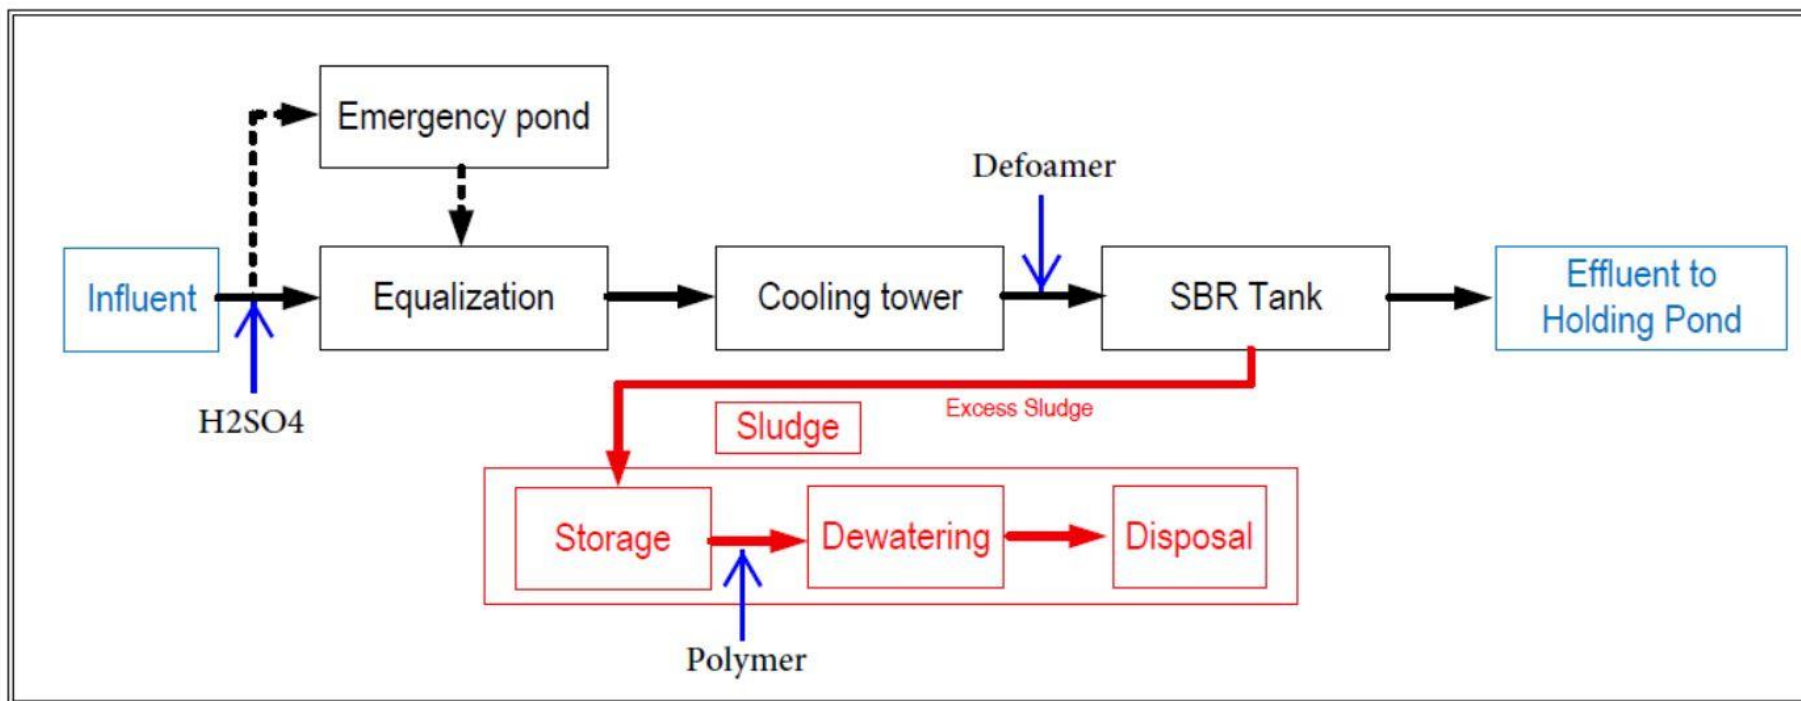 Emergency pond
Defoamer
Influent
Equalization
Cooling tower
SBR Tank
Effluent to
Holding Pond
H2SO4
Excess Sludge
Sludge
Storage
Dewatering
Disposal
Polymer